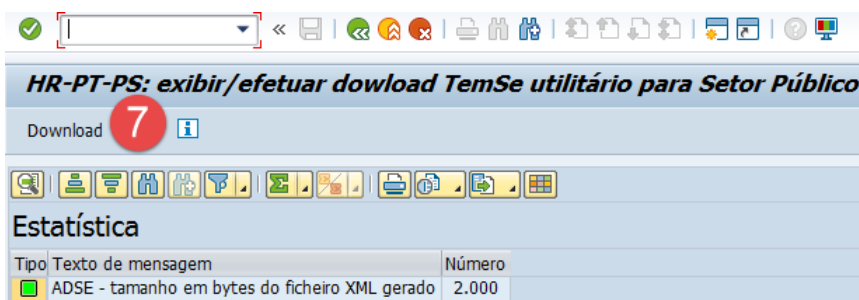 HR-PT-PS: exibir/efetuar dowload TemSe utilitário para Setor Público
Download 7
Estatística
Tipo Texto de mensagem Número
ADSE - tamanho em bytes do ficheiro XML gerado 2.000